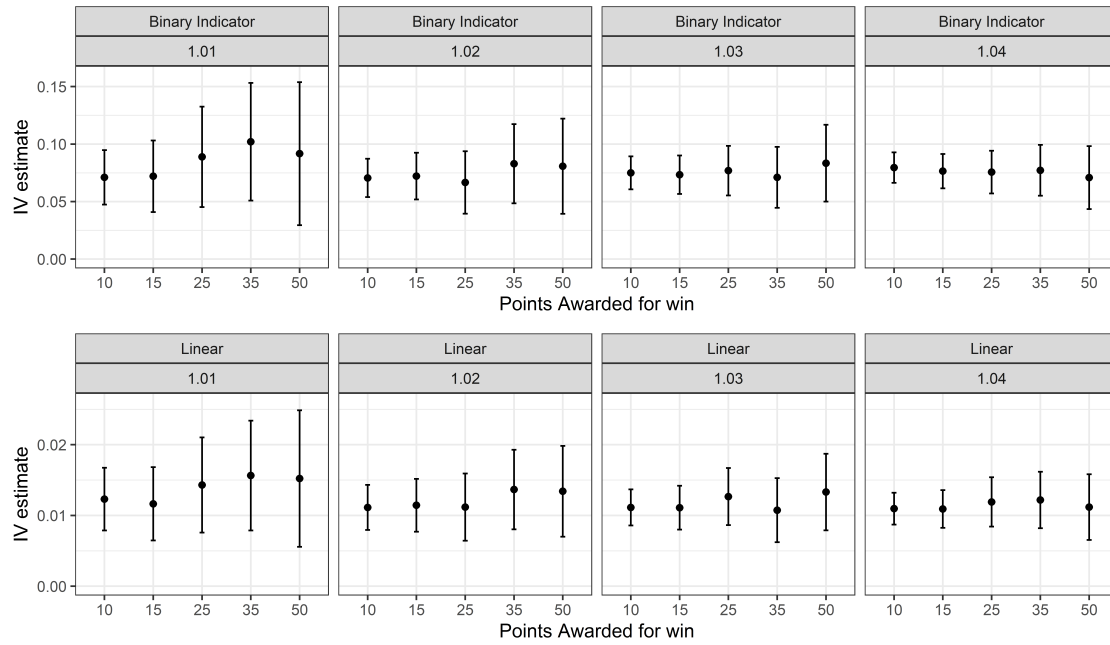 Binary Indicator Binary Indicator Binary Indicator Binary Indicator
1.01 1.02 1.03 1.04
0.15
0.10
0.05
0.00
IV estimate
10 15 25 35 50 10 15 25 35 50 10 15 25 35 50 10 15 25 35 50
Points Awarded for win
Linear Linear Linear Linear
1.01 1.02 1.03 1.04
0.02
0.01
0.00
IV estimate
10 15 25 35 50 10 15 25 35 50 10 15 25 35 50 10 15 25 35 50
Points Awarded for win